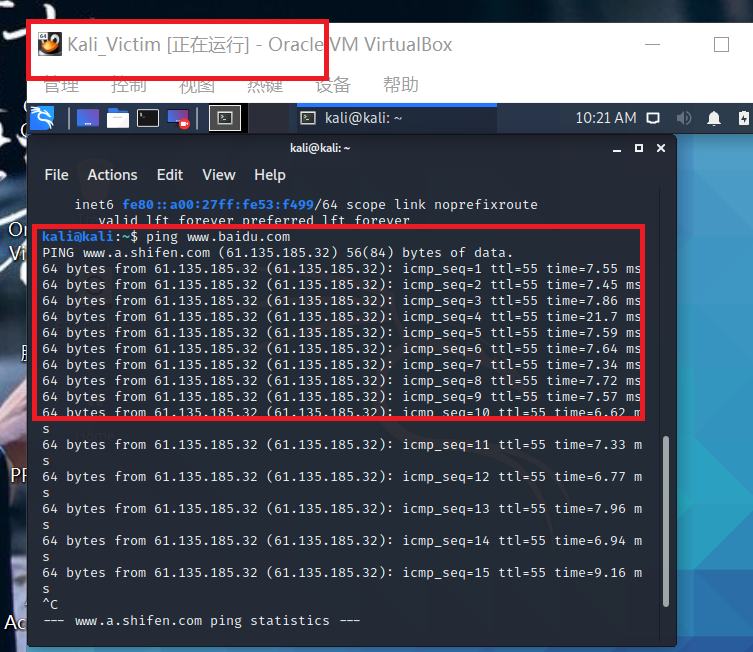 Kali_Victim [正在运行] - Oracle VM VirtualBox
管理 控制 视图 热键 设备 帮助
kali@kali: ~ 10:21 AM
kali@kali: ~
File Actions Edit View Help
inet6 fe80::a00:27ff:fe53:f499/64 scope link noprefixroute
valid_lft forever preferred_lft forever
kali@kali:~$ ping www.baidu.com
PING www.a.shifen.com (61.135.185.32) 56(84) bytes of data.
64 bytes from 61.135.185.32 (61.135.185.32): icmp_seq=1 ttl=55 time=7.55 ms
64 bytes from 61.135.185.32 (61.135.185.32): icmp_seq=2 ttl=55 time=7.45 ms
64 bytes from 61.135.185.32 (61.135.185.32): icmp_seq=3 ttl=55 time=7.86 ms
64 bytes from 61.135.185.32 (61.135.185.32): icmp_seq=4 ttl=55 time=21.7 ms
64 bytes from 61.135.185.32 (61.135.185.32): icmp_seq=5 ttl=55 time=7.59 ms
64 bytes from 61.135.185.32 (61.135.185.32): icmp_seq=6 ttl=55 time=7.64 ms
64 bytes from 61.135.185.32 (61.135.185.32): icmp_seq=7 ttl=55 time=7.34 ms
64 bytes from 61.135.185.32 (61.135.185.32): icmp_seq=8 ttl=55 time=7.72 ms
64 bytes from 61.135.185.32 (61.135.185.32): icmp_seq=9 ttl=55 time=7.57 ms
64 bytes from 61.135.185.32 (61.135.185.32): icmp_seq=10 ttl=55 time=6.62 m
s
64 bytes from 61.135.185.32 (61.135.185.32): icmp_seq=11 ttl=55 time=7.33 m
s
64 bytes from 61.135.185.32 (61.135.185.32): icmp_seq=12 ttl=55 time=6.77 m
s
64 bytes from 61.135.185.32 (61.135.185.32): icmp_seq=13 ttl=55 time=7.96 m
s
64 bytes from 61.135.185.32 (61.135.185.32): icmp_seq=14 ttl=55 time=6.94 m
s
64 bytes from 61.135.185.32 (61.135.185.32): icmp_seq=15 ttl=55 time=9.16 m
s
^C
--- www.a.shifen.com ping statistics ---